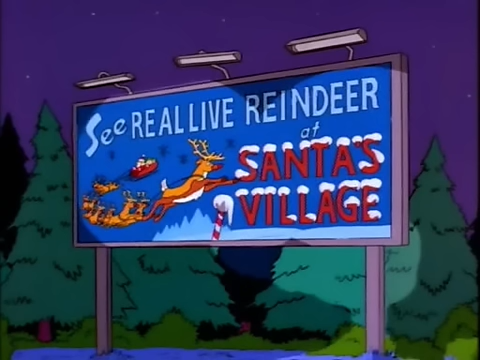 See REAL LIVE REINDEER
at
SANTA'S
VILLAGE